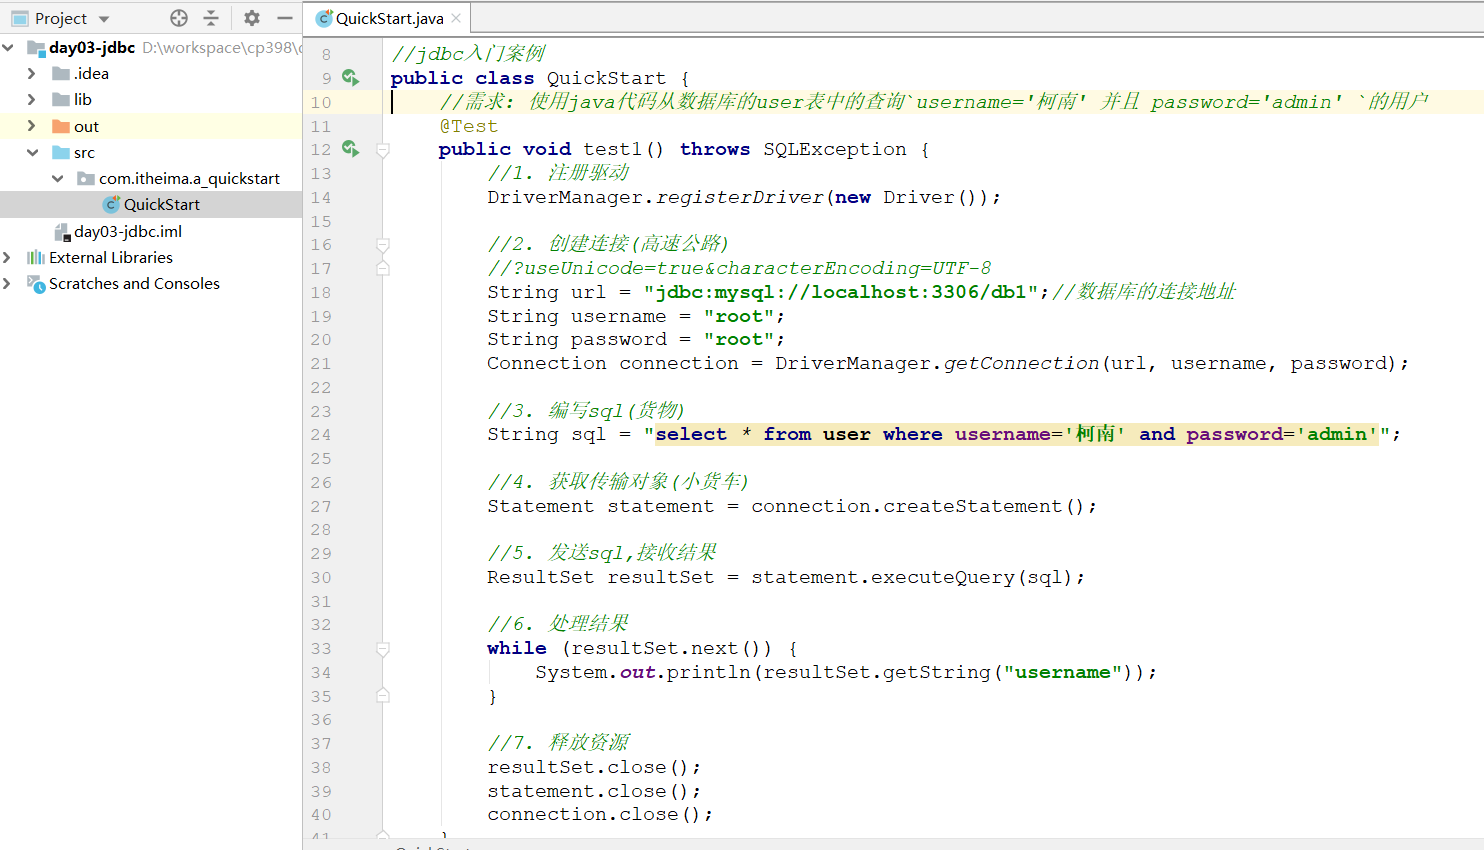 Project
day03-jdbc D:\workspace\cp398\
.idea
lib
out
src
com.itheima.a_quickstart
QuickStart
day03-jdbc.iml
External Libraries
Scratches and Consoles
QuickStart.java
8 //jdbc入门案例
9 public class QuickStart {
10 //需求: 使用java代码从数据库的user表中的查询`username='柯南' 并且 password='admin' `的用户
11 @Test
12 public void test1() throws SQLException {
13 //1. 注册驱动
14 DriverManager.registerDriver(new Driver());
15
16 //2. 创建连接(高速公路)
17 //?useUnicode=true&characterEncoding=UTF-8
18 String url = "jdbc:mysql://localhost:3306/db1";//数据库的连接地址
19 String username = "root";
20 String password = "root";
21 Connection connection = DriverManager.getConnection(url, username, password);
22
23 //3. 编写sql(货物)
24 String sql = "select * from user where username='柯南' and password='admin'";
25
26 //4. 获取传输对象(小货车)
27 Statement statement = connection.createStatement();
28
29 //5. 发送sql,接收结果
30 ResultSet resultSet = statement.executeQuery(sql);
31
32 //6. 处理结果
33 while (resultSet.next()) {
34 System.out.println(resultSet.getString("username"));
35 }
36
37 //7. 释放资源
38 resultSet.close();
39 statement.close();
40 connection.close();
41 }